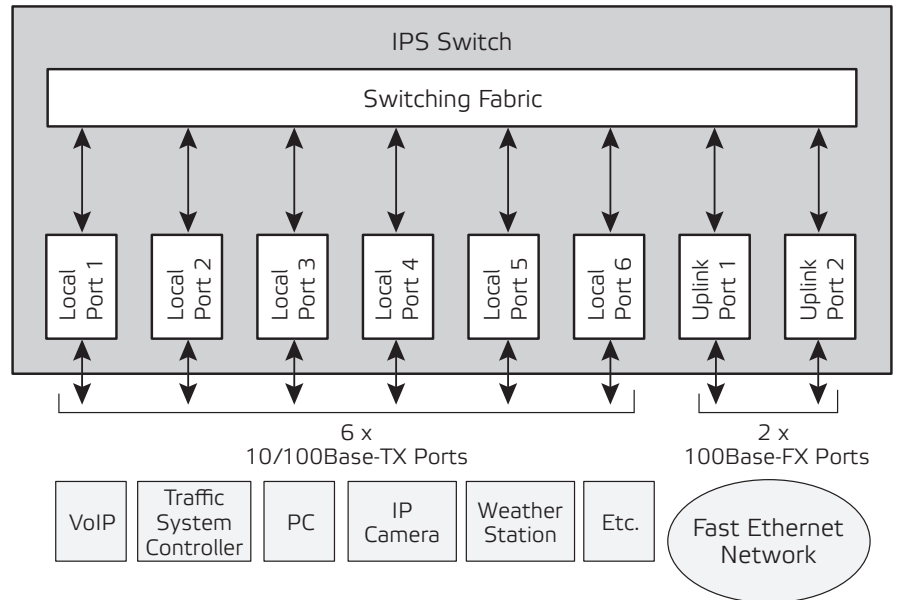 IPS Switch
Switching Fabric
Local
Port 1
Local
Port 2
Local
Port 3
Local
Port 4
Local
Port 5
Local
Port 6
Uplink
Port 1
Uplink
Port 2
6 x
10/100Base-TX Ports
2 x
100Base-FX Ports
VoIP
Traffic
System
Controller
PC
IP
Camera
Weather
Station
Etc.
Fast Ethernet
Network